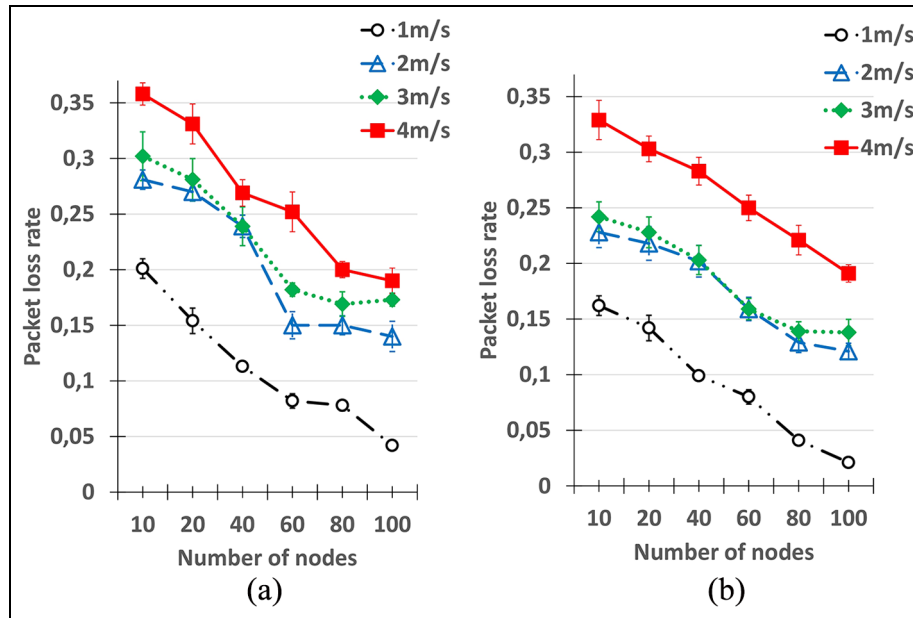 1m/s
2m/s
3m/s
4m/s
Packet loss rate
0,35
0,3
0,25
0,2
0,15
0,1
0,05
0
10 20 40 60 80 100
Number of nodes
(a)
1m/s
2m/s
3m/s
4m/s
Packet loss rate
0,35
0,3
0,25
0,2
0,15
0,1
0,05
0
10 20 40 60 80 100
Number of nodes
(b)